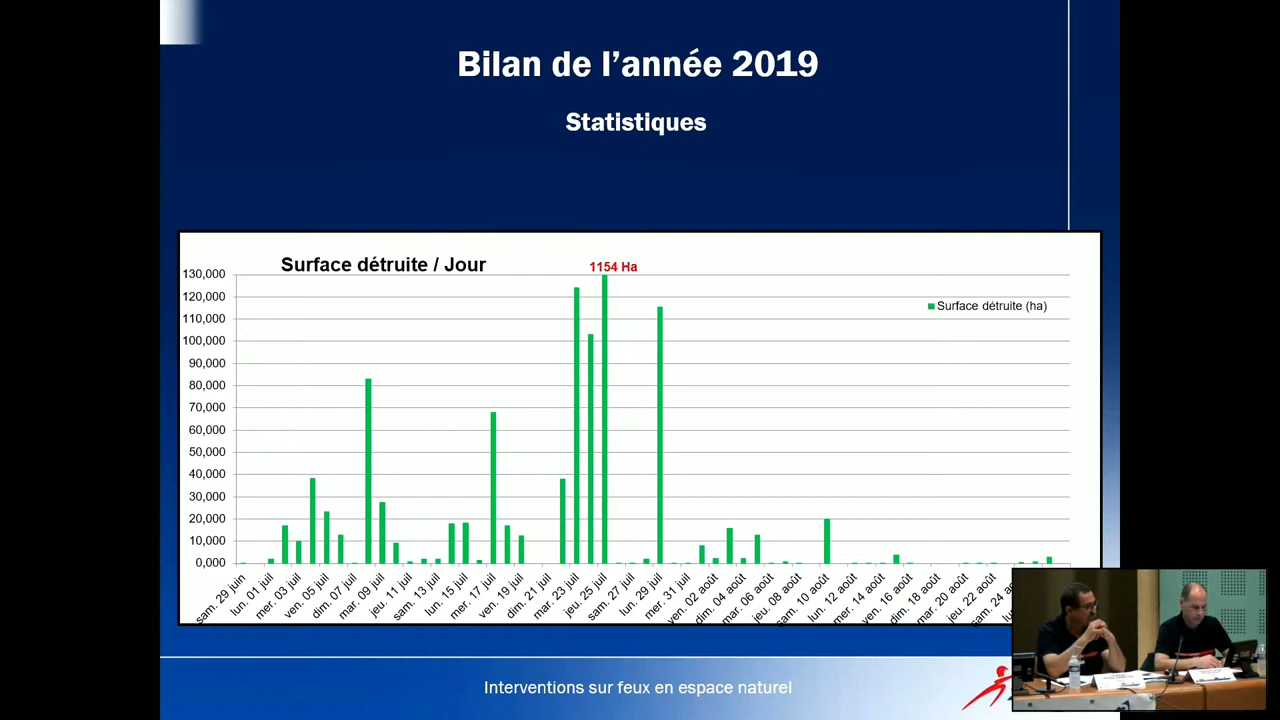 Bilan de l’année 2019
Statistiques
Surface détruite / Jour
1154 Ha
Surface détruite (ha)
130,000
120,000
110,000
100,000
90,000
80,000
70,000
60,000
50,000
40,000
30,000
20,000
10,000
0,000
sam. 29 juin
lun. 01 juil
mer. 03 juil
ven. 05 juil
dim. 07 juil
mar. 09 juil
jeu. 11 juil
sam. 13 juil
lun. 15 juil
mer. 17 juil
ven. 19 juil
dim. 21 juil
mar. 23 juil
jeu. 25 juil
sam. 27 juil
lun. 29 juil
mer. 31 juil
ven. 02 août
dim. 04 août
mar. 06 août
jeu. 08 août
sam. 10 août
lun. 12 août
mer. 14 août
ven. 16 août
dim. 18 août
mar. 20 août
jeu. 22 août
sam. 24
Interventions sur feux en espace naturel